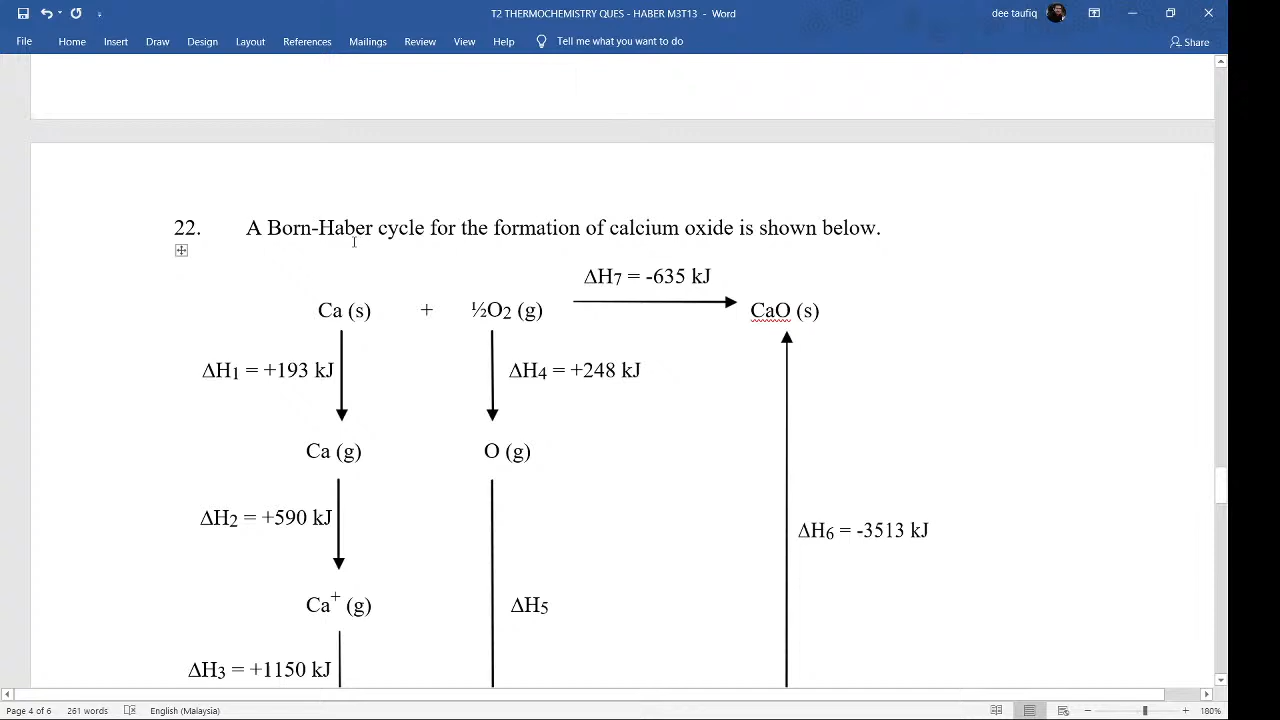 T2 THERMOCHEMISTRY QUES - HABER M3T13 - Word
dee taufiq
File Home Insert Draw Design Layout References Mailings Review View Help Tell me what you want to do Share
22. A Born-Haber cycle for the formation of calcium oxide is shown below.
ΔH7 = -635 kJ
Ca (s) + ½O2 (g) CaO (s)
ΔH1 = +193 kJ ΔH4 = +248 kJ
Ca (g) O (g)
ΔH2 = +590 kJ ΔH6 = -3513 kJ
Ca+ (g) ΔH5
ΔH3 = +1150 kJ
Page 4 of 6 261 words English (Malaysia) 180%